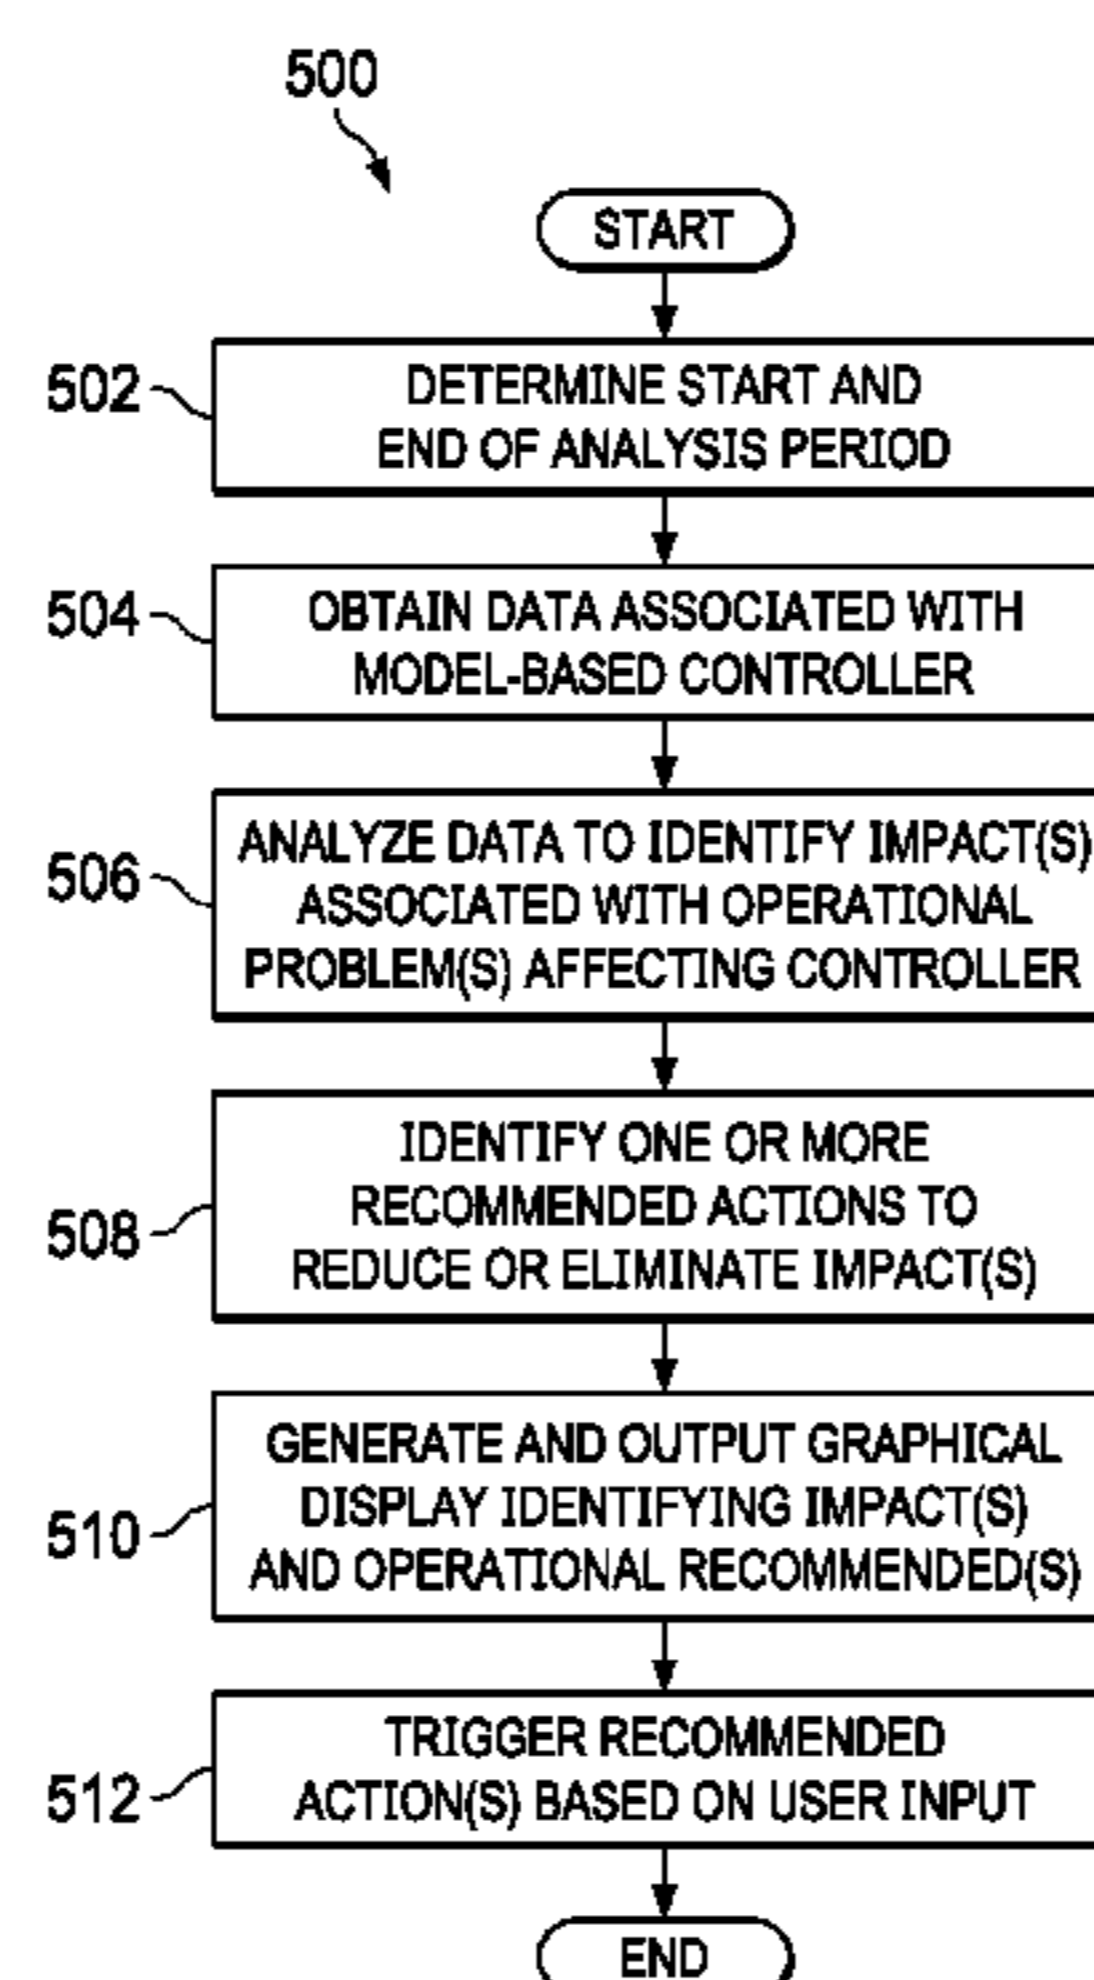 500
START
502
DETERMINE START AND
END OF ANALYSIS PERIOD
504
OBTAIN DATA ASSOCIATED WITH
MODEL-BASED CONTROLLER
506
ANALYZE DATA TO IDENTIFY IMPACT(S)
ASSOCIATED WITH OPERATIONAL
PROBLEM(S) AFFECTING CONTROLLER
508
IDENTIFY ONE OR MORE
RECOMMENDED ACTIONS TO
REDUCE OR ELIMINATE IMPACT(S)
510
GENERATE AND OUTPUT GRAPHICAL
DISPLAY IDENTIFYING IMPACT(S)
AND OPERATIONAL RECOMMENDED(S)
512
TRIGGER RECOMMENDED
ACTION(S) BASED ON USER INPUT
END